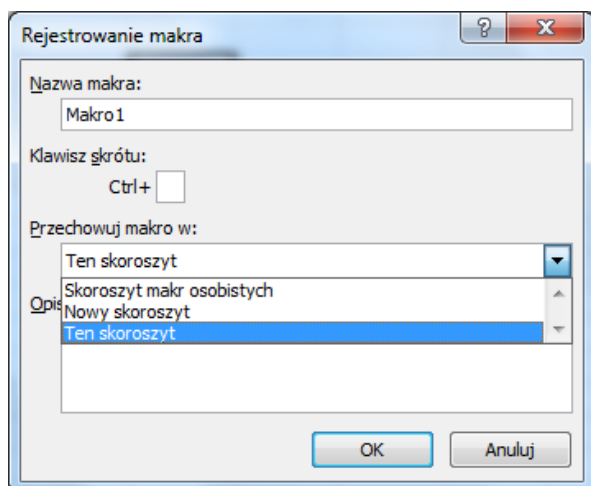 Rejestrowanie makra
Nazwa makra:
Makro1
Klawisz skrótu:
Ctrl+
Przechowuj makro w:
Ten skoroszyt
Skoroszyt makr osobistych
Opis
Nowy skoroszyt
Ten skoroszyt
OK Anuluj